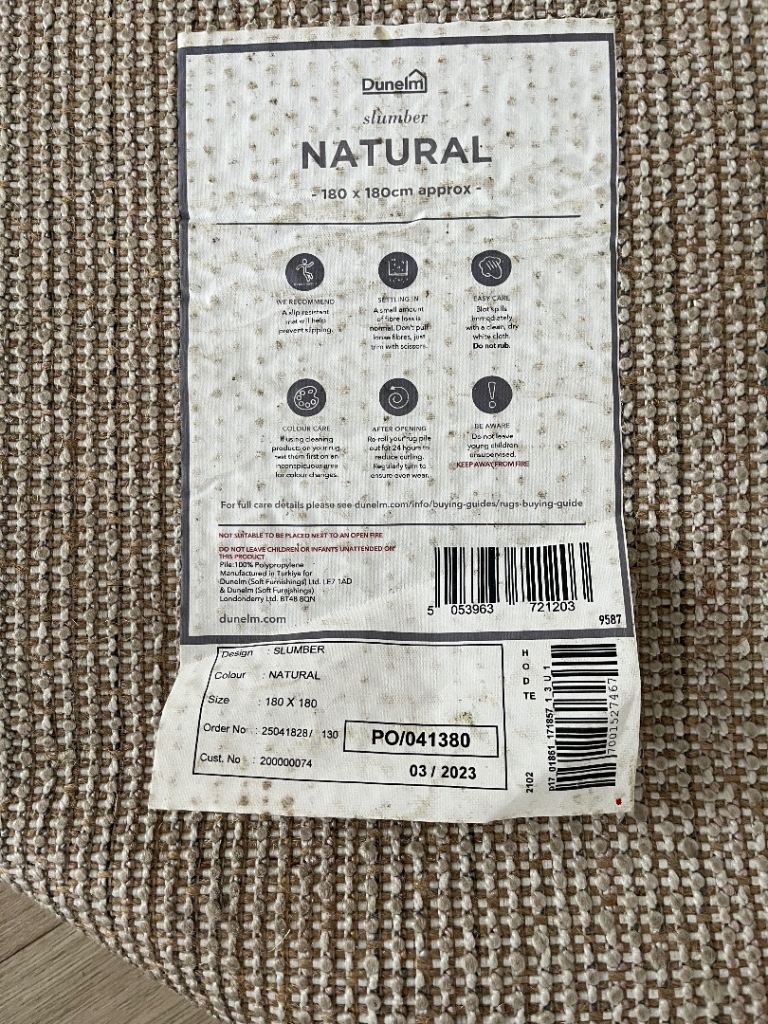 Dunelm
slumber
NATURAL
- 180 x 180cm approx -
WE RECOMMEND
A slip resistant
mat will help
prevent slipping.
SETTLING IN
A small amount
of fibre loss is
normal. Don't pull
loose fibres, just
trim with scissors.
EASY CARE
Blot spills
immediately
with a clean, dry
white cloth.
Do not rub.
COLOUR CARE
If using cleaning
products on your rug
test them first on an
inconspicuous area
for colour changes.
AFTER OPENING
Re-roll your rug pile
out for 24 hours to
reduce curling.
Regularly turn to
ensure even wear.
BE AWARE
Do not leave
young children
unsupervised.
KEEP AWAY FROM FIRE
For full care details please see dunelm.com/info/buying-guides/rugs-buying-guide
NOT SUITABLE TO BE PLACED NEXT TO AN OPEN FIRE
DO NOT LEAVE CHILDREN OR INFANTS UNATTENDED ON
THIS PRODUCT
Pile:100% Polypropylene
Manufactured in Turkiye for
Dunelm (Soft Furnishings) Ltd. LE7 1AD
& Dunelm (Soft Furnishings)
Londonderry Ltd. BT48 8QN
dunelm.com
5 053963 721203
9587
Design : SLUMBER
Colour : NATURAL
Size : 180 X 180
Order No : 25041828/ 130
PO/041380
Cust. No : 200000074
03 / 2023
H
O
D
TE
2102
D17 01861 171857 1 3 U 1
7001527467